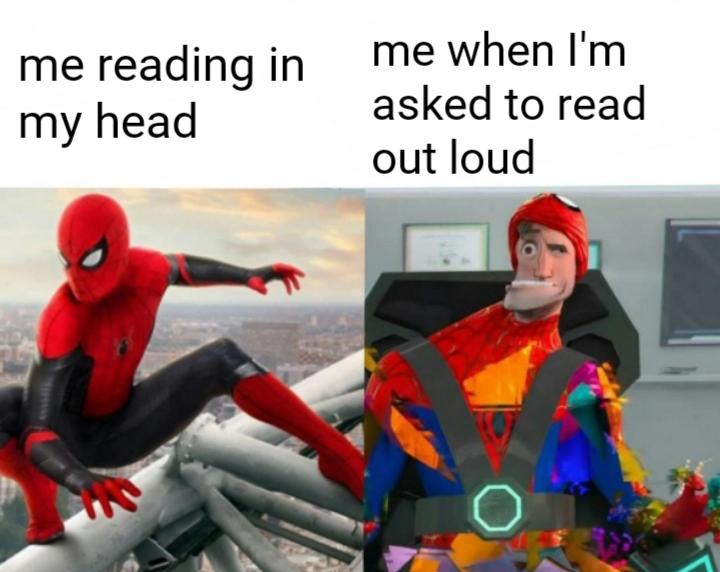 me reading in
my head
me when I'm
asked to read
out loud